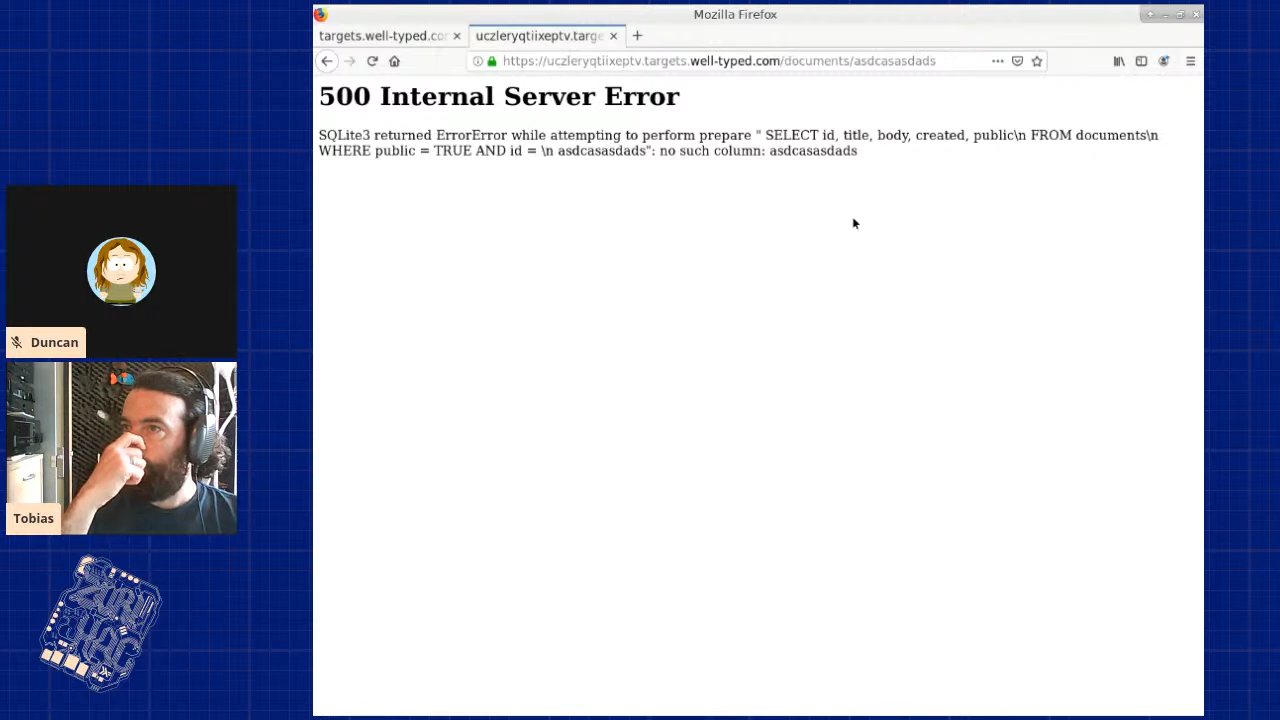 Mozilla Firefox
targets.well-typed.co
uczleryqtiixeptv.targe
https://uczleryqtiixeptv.targets.well-typed.com/documents/asdcasasdads
500 Internal Server Error
SQLite3 returned ErrorError while attempting to perform prepare " SELECT id, title, body, created, public\n FROM documents\n
WHERE public = TRUE AND id = \n asdcasasdads": no such column: asdcasasdads
Duncan
Tobias
ZURI
HAC